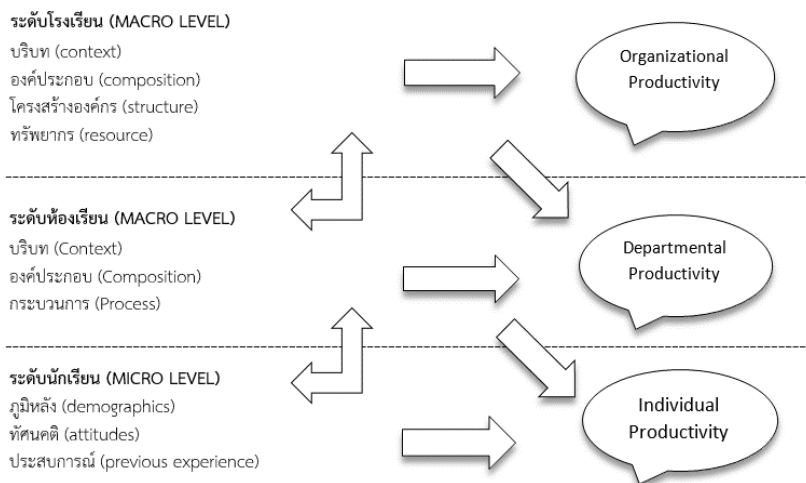 ระดับโรงเรียน (MACRO LEVEL)
บริบท (context)
องค์ประกอบ (composition)
โครงสร้างองค์กร (structure)
ทรัพยากร (resource)
Organizational
Productivity
ระดับห้องเรียน (MACRO LEVEL)
บริบท (Context)
องค์ประกอบ (Composition)
กระบวนการ (Process)
Departmental
Productivity
ระดับนักเรียน (MICRO LEVEL)
ภูมิหลัง (demographics)
ทัศนคติ (attitudes)
ประสบการณ์ (previous experience)
Individual
Productivity